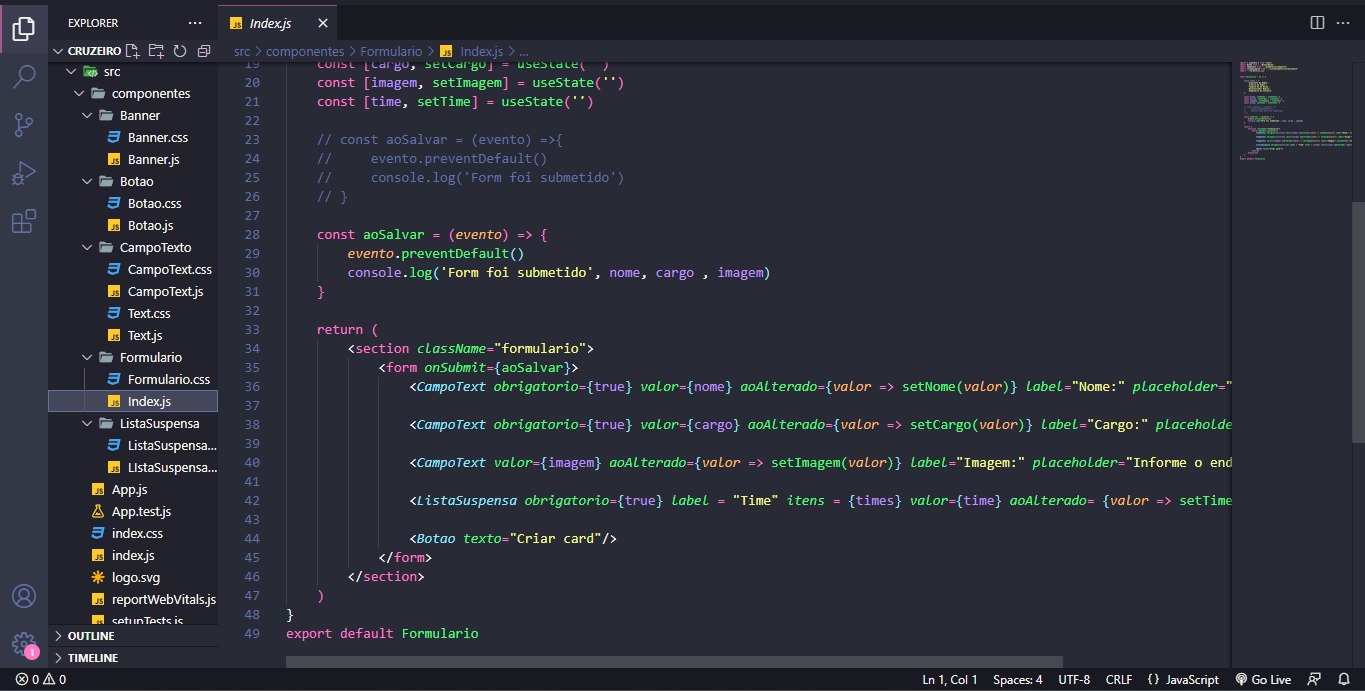 EXPLORER
···
Index.js
CRUZEIRO
src > componentes > Formulario > Index.js > ...
src
componentes
Banner
Banner.css
Banner.js
Botao
Botao.css
Botao.js
CampoTexto
CampoText.css
CampoText.js
Text.css
Text.js
Formulario
Formulario.css
Index.js
ListaSuspensa
ListaSuspensa...
LIstaSuspensa...
App.js
App.test.js
index.css
index.js
logo.svg
reportWebVitals.js
setupTests.js
OUTLINE
TIMELINE
19 const [cargo, setCargo] = useState('')
20 const [imagem, setImagem] = useState('')
21 const [time, setTime] = useState('')
22
23 // const aoSalvar = (evento) =>{
24 //     evento.preventDefault()
25 //     console.log('Form foi submetido')
26 // }
27
28 const aoSalvar = (evento) => {
29 evento.preventDefault()
30 console.log('Form foi submetido', nome, cargo , imagem)
31 }
32
33 return (
34 <section className="formulario">
35 <form onSubmit={aoSalvar}>
36 <CampoText obrigatorio={true} valor={nome} aoAlterado={valor => setNome(valor)} label="Nome:" placeholder="
37
38 <CampoText obrigatorio={true} valor={cargo} aoAlterado={valor => setCargo(valor)} label="Cargo:" placeholde
39
40 <CampoText valor={imagem} aoAlterado={valor => setImagem(valor)} label="Imagem:" placeholder="Informe o end
41
42 <ListaSuspensa obrigatorio={true} label = "Time" itens = {times} valor={time} aoAlterado= {valor => setTime
43
44 <Botao texto="Criar card"/>
45 </form>
46 </section>
47 )
48 }
49 export default Formulario
1
0 0
Ln 1, Col 1
Spaces: 4
UTF-8
CRLF
{ } JavaScript
Go Live